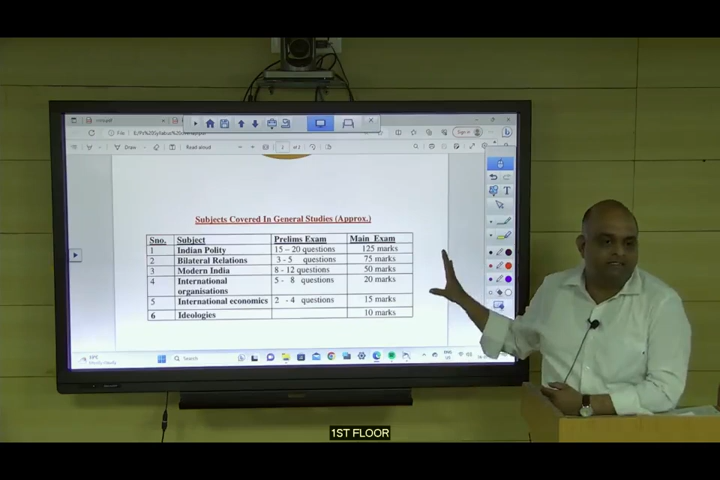 Draw
Read aloud
Sign in
Subjects Covered In General Studies (Approx.)
Sno. Subject Prelims Exam Main Exam
1 Indian Polity 15 – 20 questions 125 marks
2 Bilateral Relations 3 - 5 questions 75 marks
3 Modern India 8 - 12 questions 50 marks
4 International organisations 5 - 8 questions 20 marks
5 International economics 2 - 4 questions 15 marks
6 Ideologies 10 marks
Search
1ST FLOOR